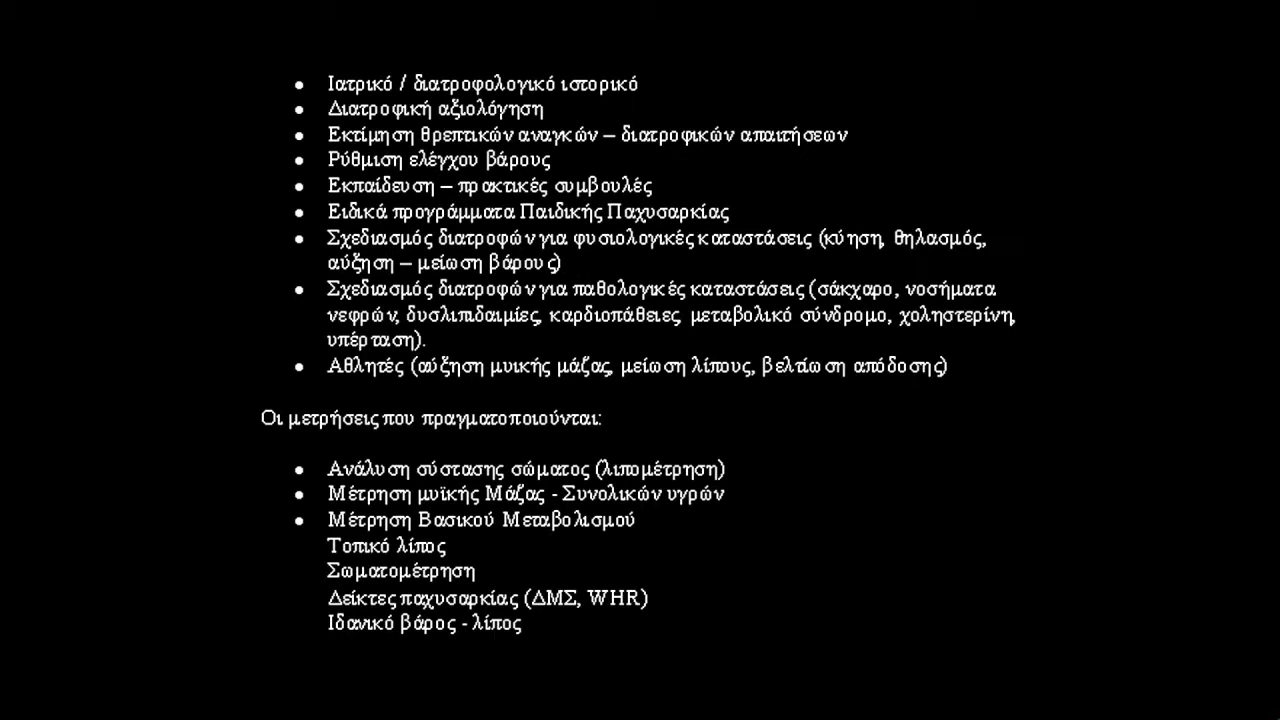 • Ιατρικό / διατροφολογικό ιστορικό
• Διατροφική αξιολόγηση
• Εκτίμηση θρεπτικών αναγκών – διατροφικών απαιτήσεων
• Ρύθμιση ελέγχου βάρους
• Εκπαίδευση – πρακτικές συμβουλές
• Ειδικά προγράμματα Παιδικής Παχυσαρκίας
• Σχεδιασμός διατροφών για φυσιολογικές καταστάσεις (κύηση, θηλασμός,
αύξηση – μείωση βάρους)
• Σχεδιασμός διατροφών για παθολογικές καταστάσεις (σάκχαρο, νοσήματα
νεφρών, δυσλιπιδαιμίες, καρδιοπάθειες, μεταβολικό σύνδρομο, χοληστερίνη,
υπέρταση).
• Αθλητές (αύξηση μυικής μάζας, μείωση λίπους, βελτίωση απόδοσης)
Οι μετρήσεις που πραγματοποιούνται:
• Ανάλυση σύστασης σώματος (λιπομέτρηση)
• Μέτρηση μυϊκής Μάζας - Συνολικών υγρών
• Μέτρηση Βασικού Μεταβολισμού
Τοπικό λίπος
Σωματομέτρηση
Δείκτες παχυσαρκίας (ΔΜΣ, WHR)
Ιδανικό βάρος - λίπος